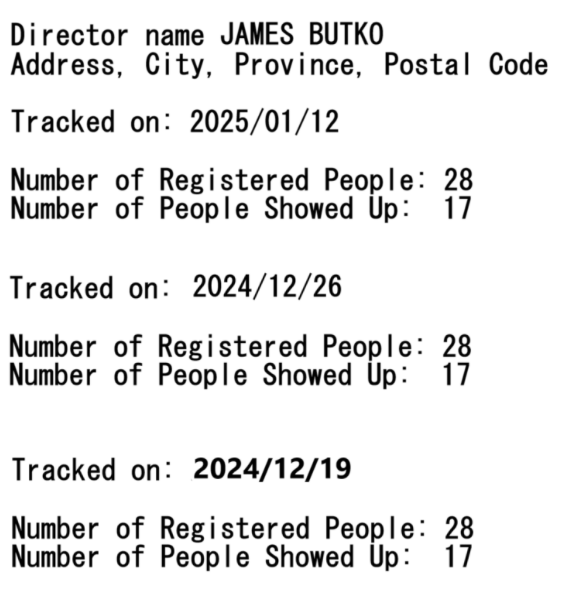 Director name JAMES BUTKO
Address, City, Province, Postal Code
Tracked on: 2025/01/12
Number of Registered People: 28
Number of People Showed Up: 17
Tracked on: 2024/12/26
Number of Registered People: 28
Number of People Showed Up: 17
Tracked on: 2024/12/19
Number of Registered People: 28
Number of People Showed Up: 17